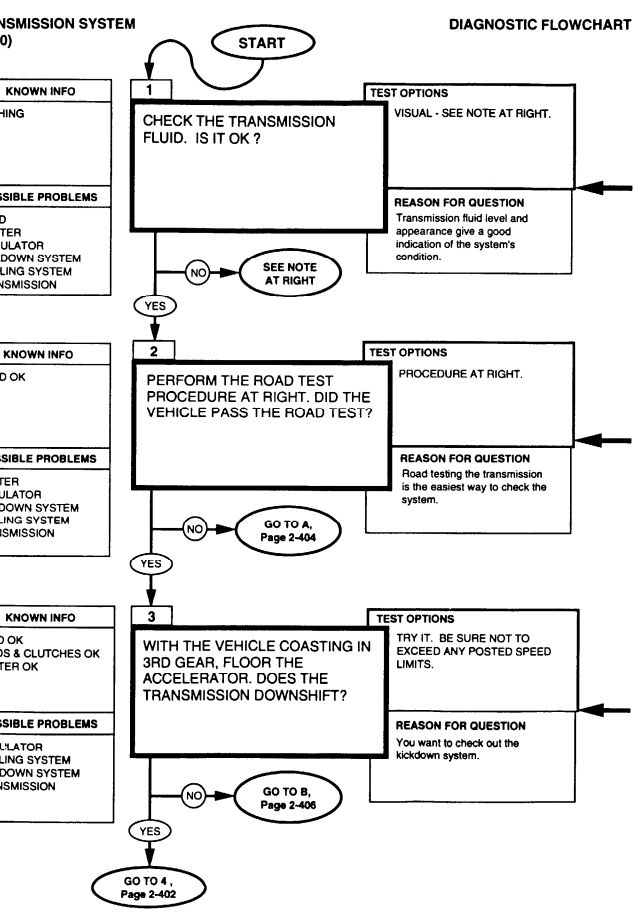 NSMISSION SYSTEM
0)
DIAGNOSTIC FLOWCHART
START
KNOWN INFO
HING
SSIBLE PROBLEMS
D
TER
ULATOR
DOWN SYSTEM
LING SYSTEM
NSMISSION
1
CHECK THE TRANSMISSION
FLUID. IS IT OK ?
TEST OPTIONS
VISUAL - SEE NOTE AT RIGHT.
REASON FOR QUESTION
Transmission fluid level and
appearance give a good
indication of the system's
condition.
NO
SEE NOTE
AT RIGHT
YES
KNOWN INFO
D OK
SSIBLE PROBLEMS
TER
ULATOR
DOWN SYSTEM
LING SYSTEM
NSMISSION
2
PERFORM THE ROAD TEST
PROCEDURE AT RIGHT. DID THE
VEHICLE PASS THE ROAD TEST?
TEST OPTIONS
PROCEDURE AT RIGHT.
REASON FOR QUESTION
Road testing the transmission
is the easiest way to check the
system.
NO
GO TO A,
Page 2-404
YES
KNOWN INFO
D OK
DS & CLUTCHES OK
TER OK
SSIBLE PROBLEMS
ULATOR
LING SYSTEM
DOWN SYSTEM
NSMISSION
3
WITH THE VEHICLE COASTING IN
3RD GEAR, FLOOR THE
ACCELERATOR. DOES THE
TRANSMISSION DOWNSHIFT?
TEST OPTIONS
TRY IT. BE SURE NOT TO
EXCEED ANY POSTED SPEED
LIMITS.
REASON FOR QUESTION
You want to check out the
kickdown system.
NO
GO TO B,
Page 2-406
YES
GO TO 4 ,
Page 2-402